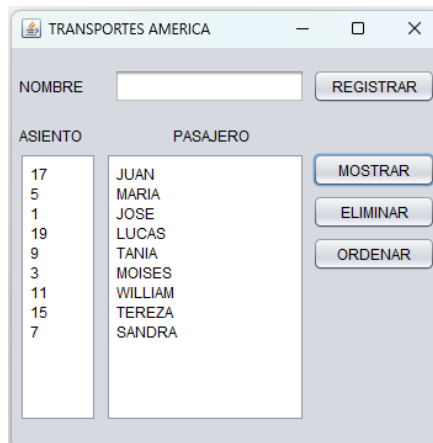 TRANSPORTES AMERICA
NOMBRE REGISTRAR
ASIENTO PASAJERO
17 JUAN MOSTRAR
5 MARIA
1 JOSE ELIMINAR
19 LUCAS
9 TANIA ORDENAR
3 MOISES
11 WILLIAM
15 TEREZA
7 SANDRA